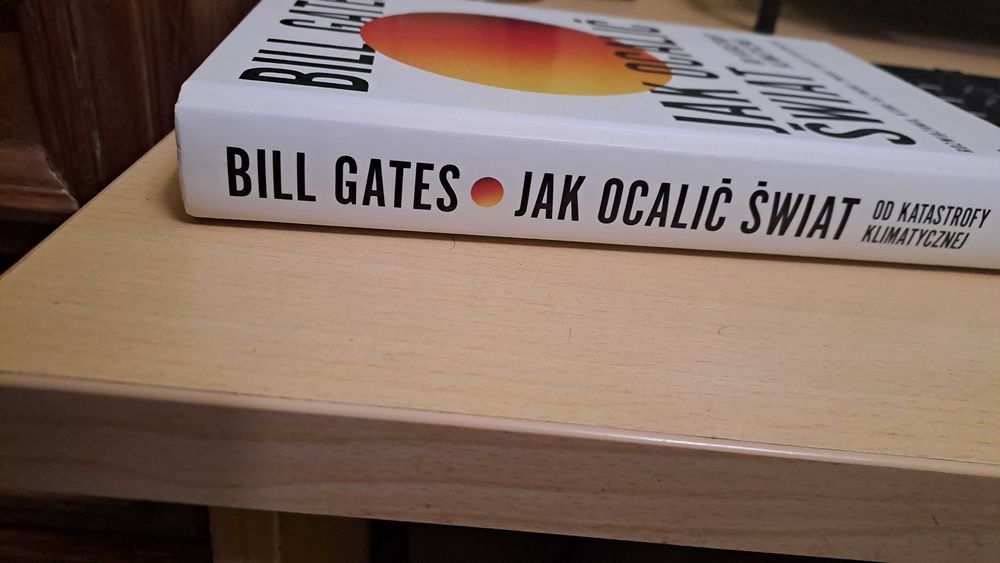 BILL GATES
JAK OCALIĆ
ŚWIAT
BILL GATES JAK OCALIĆ ŚWIAT OD KATASTROFY
KLIMATYCZNEJ